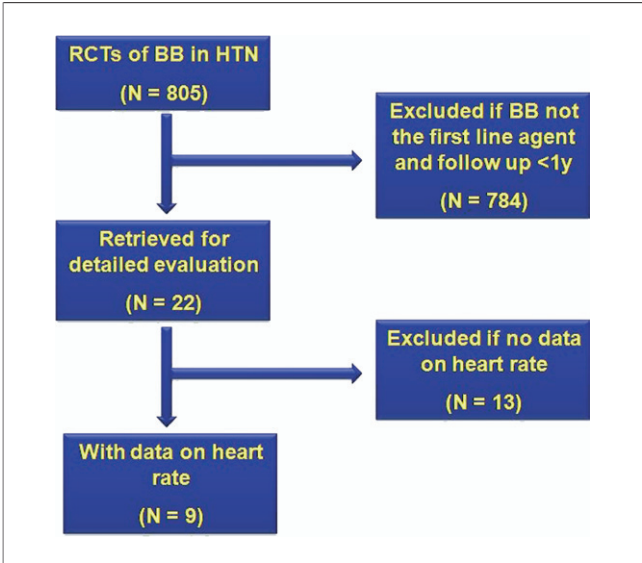 RCTs of BB in HTN
(N = 805)
Excluded if BB not
the first line agent
and follow up <1y
(N = 784)
Retrieved for
detailed evaluation
(N = 22)
Excluded if no data
on heart rate
(N = 13)
With data on heart
rate
(N = 9)